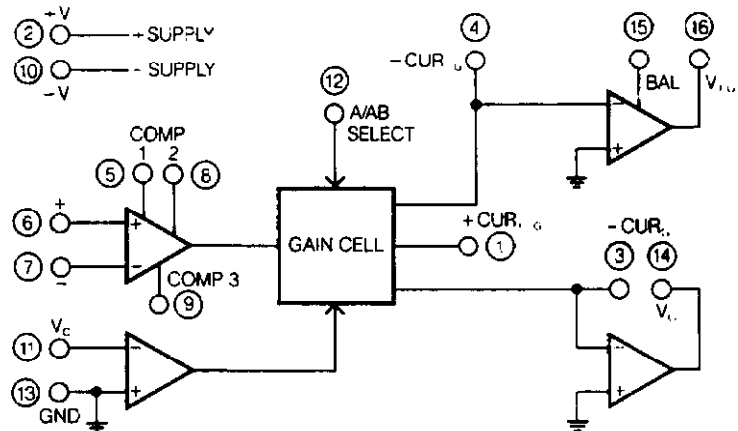 +V
2
+ SUPPLY
10
- SUPPLY
-V
12
A/AB
SELECT
4
-CUR
15
16
BAL
V
COMP
1
2
5
8
6
+
+
7
-
-
COMP 3
9
GAIN CELL
+CUR
1
-CUR
3
14
V
11
VC
-
13
+
GND
-
+
-
+